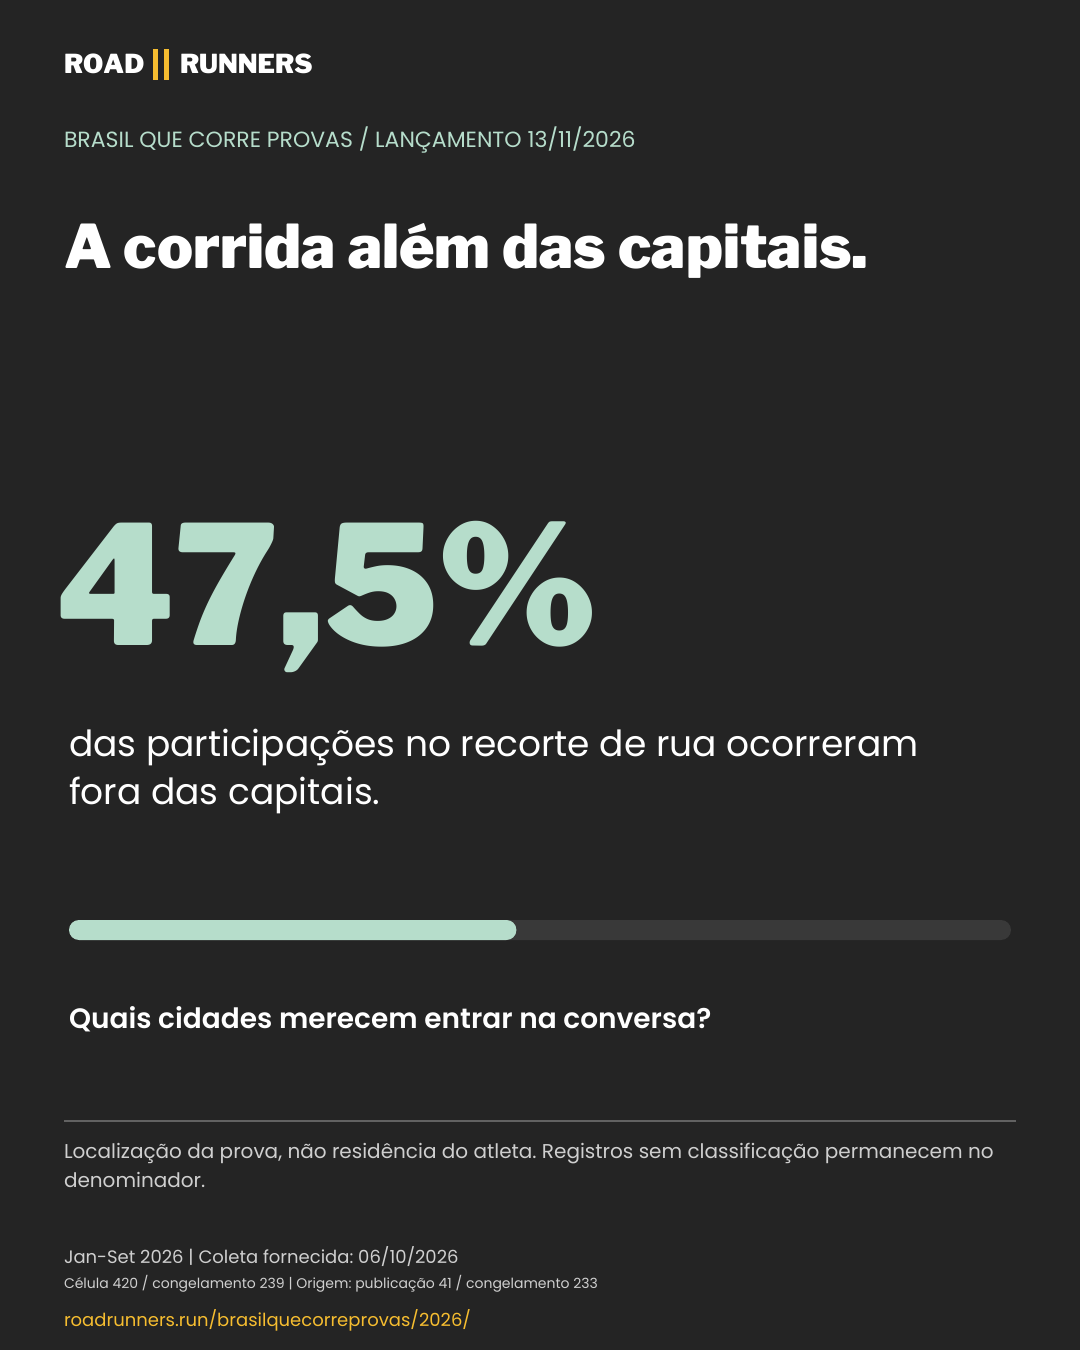 ROAD || RUNNERS
BRASIL QUE CORRE PROVAS / LANÇAMENTO 13/11/2026
A corrida além das capitais.
47,5%
das participações no recorte de rua ocorreram
fora das capitais.
Quais cidades merecem entrar na conversa?
Localização da prova, não residência do atleta. Registros sem classificação permanecem no
denominador.
Jan-Set 2026 | Coleta fornecida: 06/10/2026
Célula 420 / congelamento 239 | Origem: publicação 41 / congelamento 233
roadrunners.run/brasilquecorreprovas/2026/